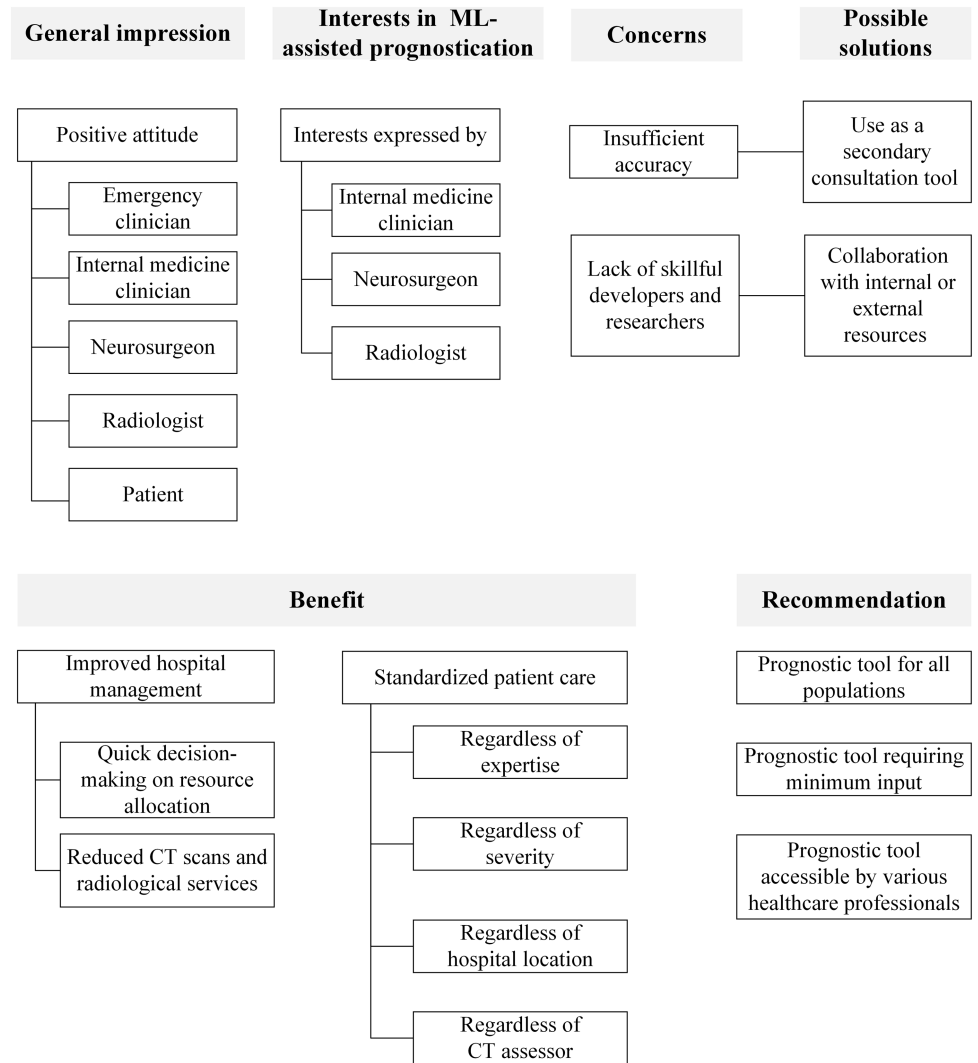 General impression
Interests in ML-
assisted prognostication
Concerns
Possible
solutions
Positive attitude
Emergency
clinician
Internal medicine
clinician
Neurosurgeon
Radiologist
Patient
Interests expressed by
Internal medicine
clinician
Neurosurgeon
Radiologist
Insufficient
accuracy
Use as a
secondary
consultation tool
Lack of skillful
developers and
researchers
Collaboration
with internal or
external
resources
Benefit
Recommendation
Improved hospital
management
Quick decision-
making on resource
allocation
Reduced CT scans and
radiological services
Standardized patient care
Regardless of
expertise
Regardless of
severity
Regardless of
hospital location
Regardless of
CT assessor
Prognostic tool for all
populations
Prognostic tool requiring
minimum input
Prognostic tool
accessible by various
healthcare professionals